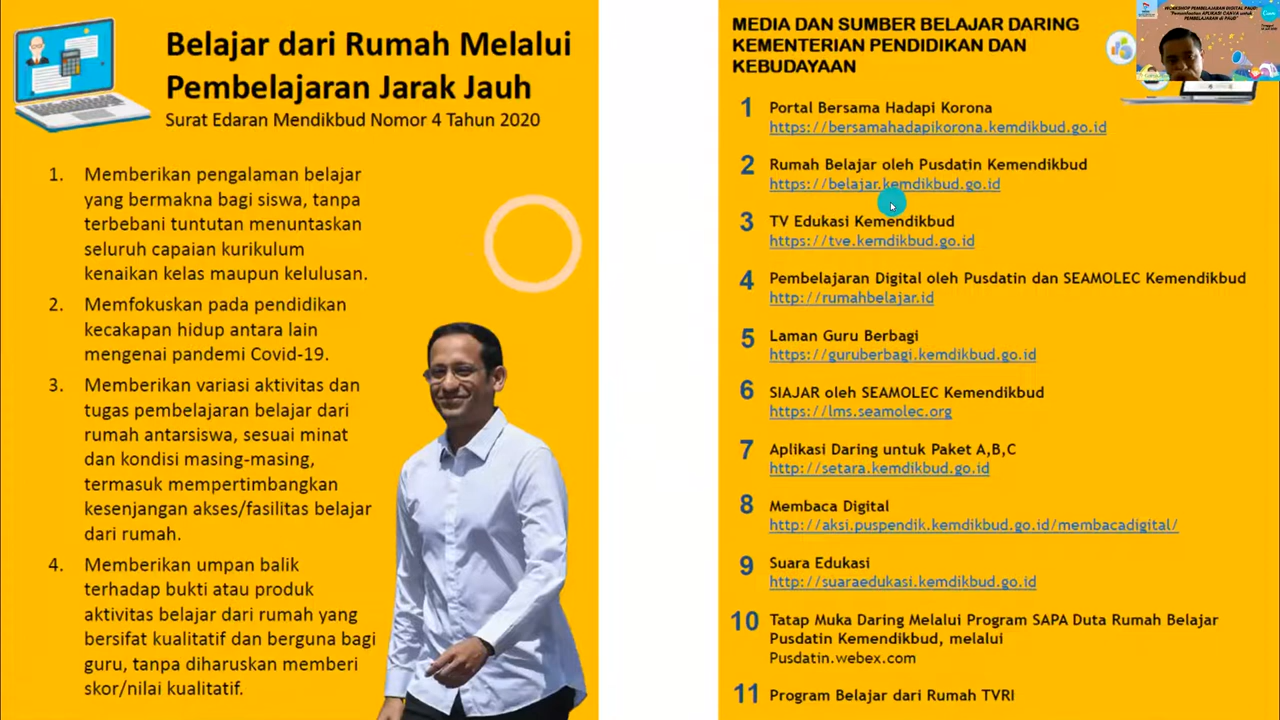 Belajar dari Rumah Melalui
Pembelajaran Jarak Jauh
Surat Edaran Mendikbud Nomor 4 Tahun 2020
1. Memberikan pengalaman belajar
yang bermakna bagi siswa, tanpa
terbebani tuntutan menuntaskan
seluruh capaian kurikulum
kenaikan kelas maupun kelulusan.
2. Memfokuskan pada pendidikan
kecakapan hidup antara lain
mengenai pandemi Covid-19.
3. Memberikan variasi aktivitas dan
tugas pembelajaran belajar dari
rumah antarsiswa, sesuai minat
dan kondisi masing-masing,
termasuk mempertimbangkan
kesenjangan akses/fasilitas belajar
dari rumah.
4. Memberikan umpan balik
terhadap bukti atau produk
aktivitas belajar dari rumah yang
bersifat kualitatif dan berguna bagi
guru, tanpa diharuskan memberi
skor/nilai kualitatif.
MEDIA DAN SUMBER BELAJAR DARING
KEMENTERIAN PENDIDIKAN DAN
KEBUDAYAAN
1 Portal Bersama Hadapi Korona
https://bersamahadapikorona.kemdikbud.go.id
2 Rumah Belajar oleh Pusdatin Kemendikbud
https://belajar.kemdikbud.go.id
3 TV Edukasi Kemendikbud
https://tve.kemdikbud.go.id
4 Pembelajaran Digital oleh Pusdatin dan SEAMOLEC Kemendikbud
http://rumahbelajar.id
5 Laman Guru Berbagi
https://guruberbagi.kemdikbud.go.id
6 SIAJAR oleh SEAMOLEC Kemendikbud
https://lms.seamolec.org
7 Aplikasi Daring untuk Paket A,B,C
http://setara.kemdikbud.go.id
8 Membaca Digital
http://aksi.puspendik.kemdikbud.go.id/membacadigital/
9 Suara Edukasi
http://suaraedukasi.kemdikbud.go.id
10 Tatap Muka Daring Melalui Program SAPA Duta Rumah Belajar
Pusdatin Kemendikbud, melalui
Pusdatin.webex.com
11 Program Belajar dari Rumah TVRI
WORKSHOP PEMBELAJARAN DIGITAL PAUD
"Pemanfaatan APLIKASI CANVA untuk
PEMBELAJARAN di PAUD"